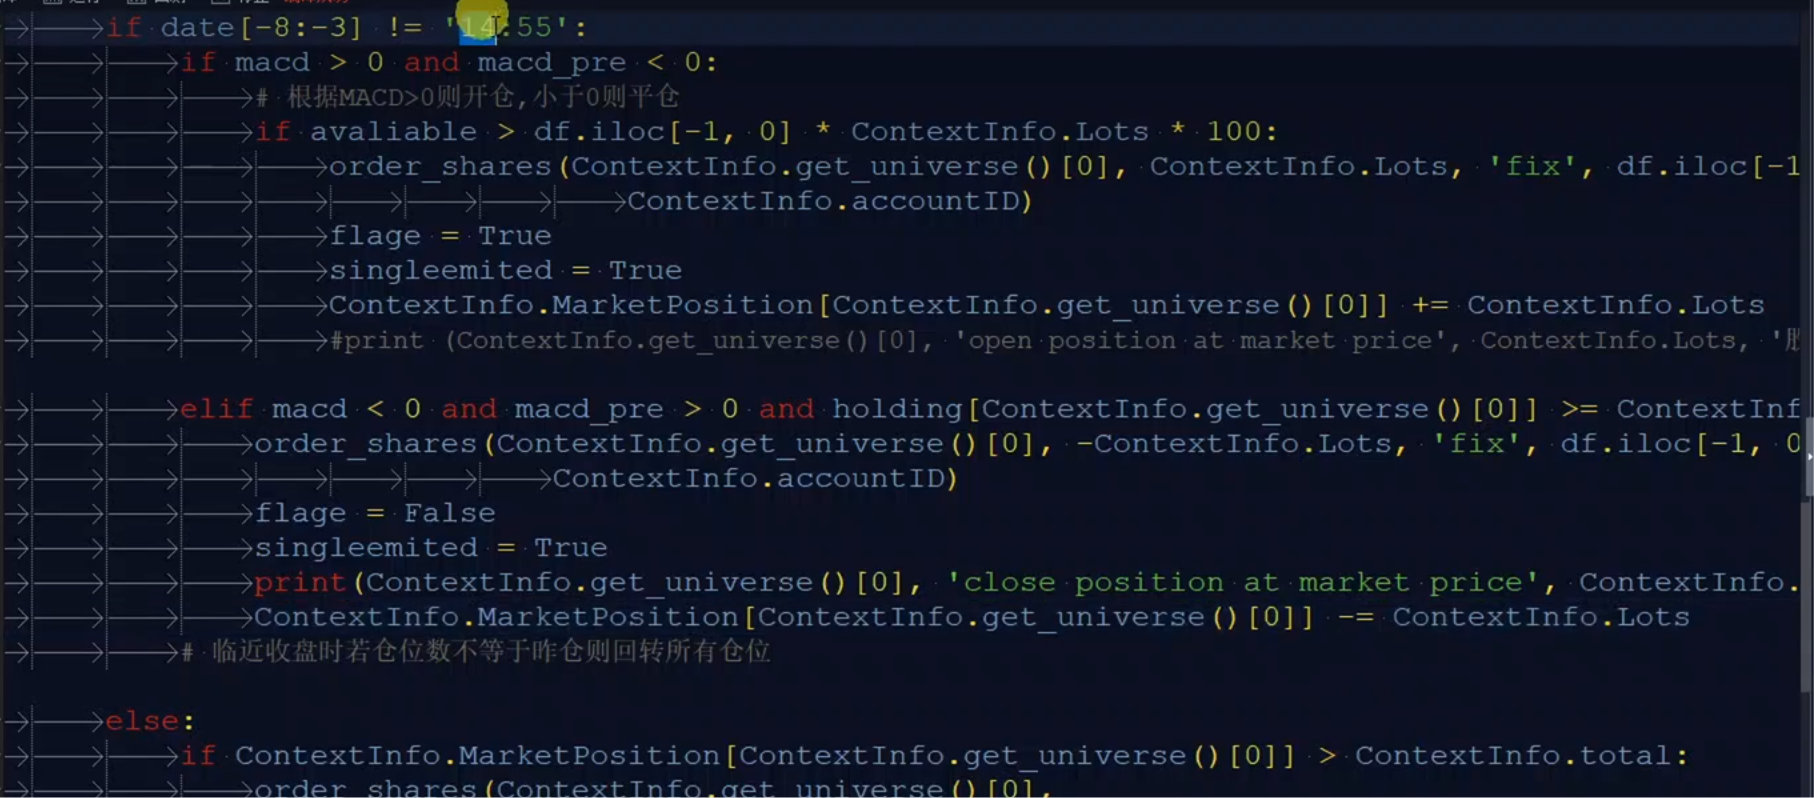 if date[-8:-3] != '14:55':
if macd > 0 and macd_pre < 0:
# 根据MACD>0则开仓,小于0则平仓
if avaliable > df.iloc[-1, 0] * ContextInfo.Lots * 100:
order_shares(ContextInfo.get_universe()[0], ContextInfo.Lots, 'fix', df.iloc[-1
ContextInfo.accountID)
flage = True
singleemited = True
ContextInfo.MarketPosition[ContextInfo.get_universe()[0]] += ContextInfo.Lots
#print (ContextInfo.get_universe()[0], 'open position at market price', ContextInfo.Lots, '
elif macd < 0 and macd_pre > 0 and holding[ContextInfo.get_universe()[0]] >= ContextInf
order_shares(ContextInfo.get_universe()[0], -ContextInfo.Lots, 'fix', df.iloc[-1, 0
ContextInfo.accountID)
flage = False
singleemited = True
print(ContextInfo.get_universe()[0], 'close position at market price', ContextInfo.
ContextInfo.MarketPosition[ContextInfo.get_universe()[0]] -= ContextInfo.Lots
# 临近收盘时若仓位数不等于昨仓则回转所有仓位
else:
if ContextInfo.MarketPosition[ContextInfo.get_universe()[0]] > ContextInfo.total:
order_shares(ContextInfo.get_universe()[0],